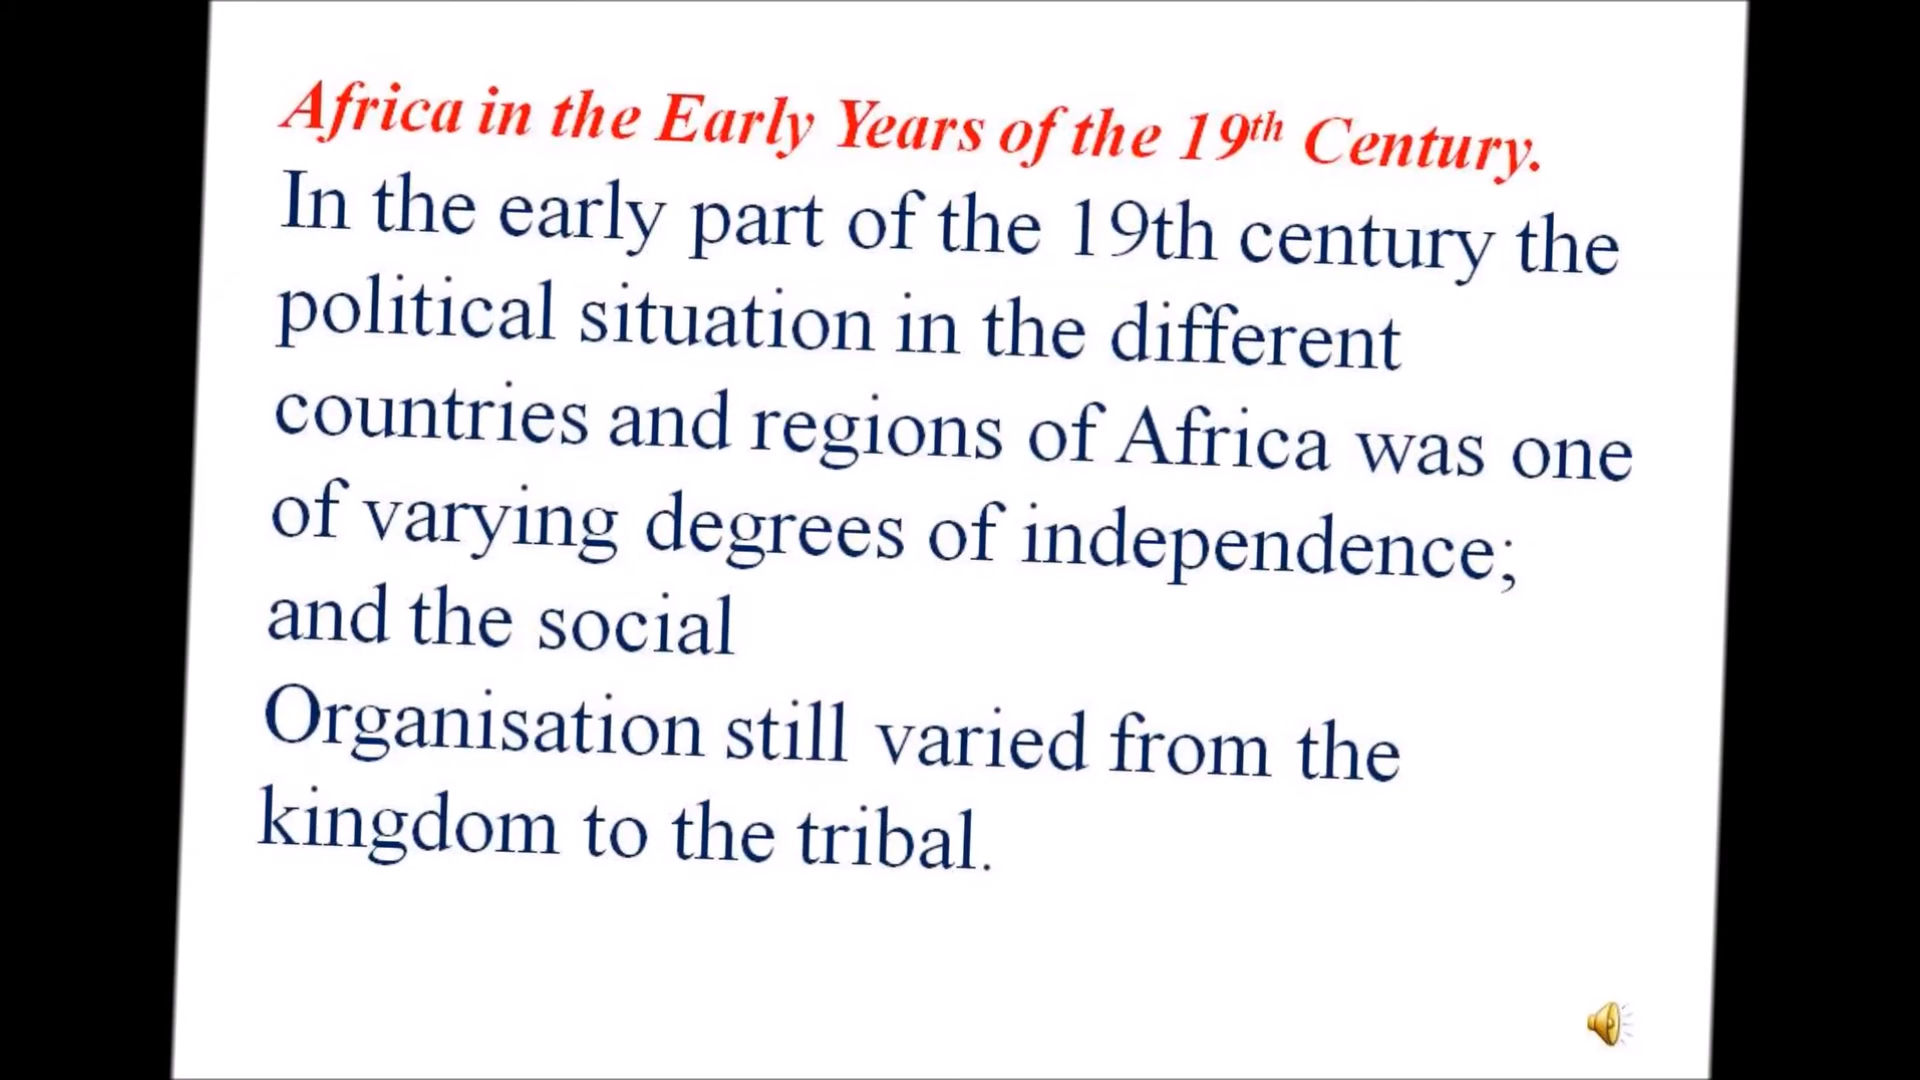 Africa in the Early Years of the 19th Century.
In the early part of the 19th century the
political situation in the different
countries and regions of Africa was one
of varying degrees of independence;
and the social
Organisation still varied from the
kingdom to the tribal.